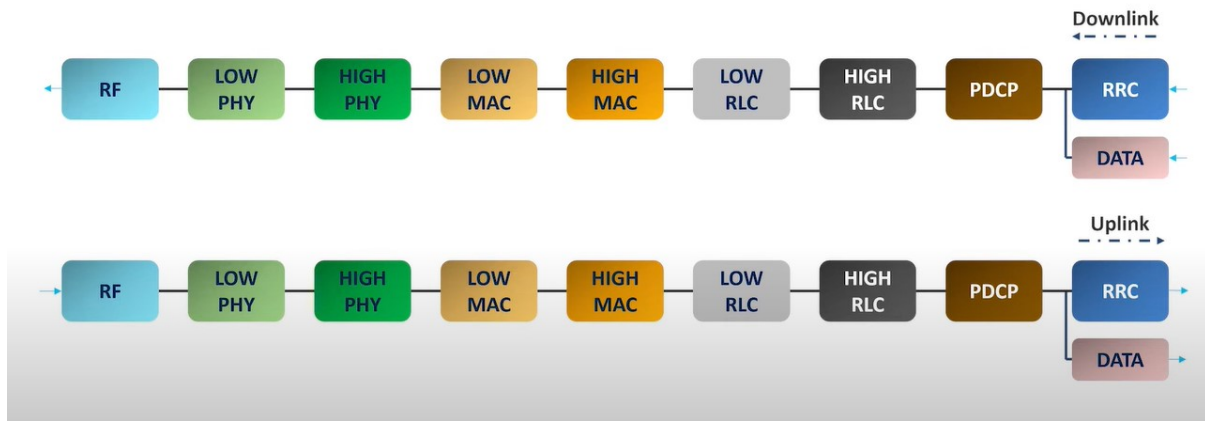 Downlink
RF
LOW
PHY
HIGH
PHY
LOW
MAC
HIGH
MAC
LOW
RLC
HIGH
RLC
PDCP
RRC
DATA
Uplink
RF
LOW
PHY
HIGH
PHY
LOW
MAC
HIGH
MAC
LOW
RLC
HIGH
RLC
PDCP
RRC
DATA